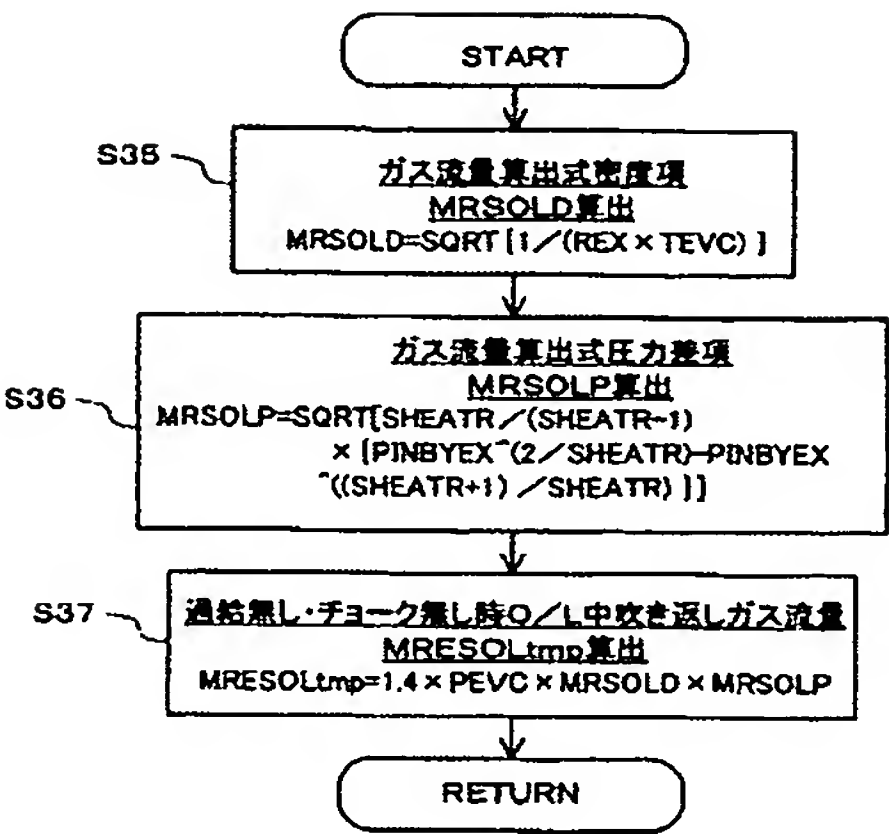 START
S35
ガス流量算出式密度項
MRSOLD算出
MRSOLD=SQRT[1／(REX×TEVC)]
S36
ガス流量算出式圧力差項
MRSOLP算出
MRSOLP=SQRT[SHEATR／(SHEATR-1)
×[PINBYEX^(2／SHEATR)-PINBYEX
^((SHEATR+1)／SHEATR)]]
S37
過給無し・チョーク無し時O／L中吹き返しガス流量
MRESOLtmp算出
MRESOLtmp=1.4×PEVC×MRSOLD×MRSOLP
RETURN